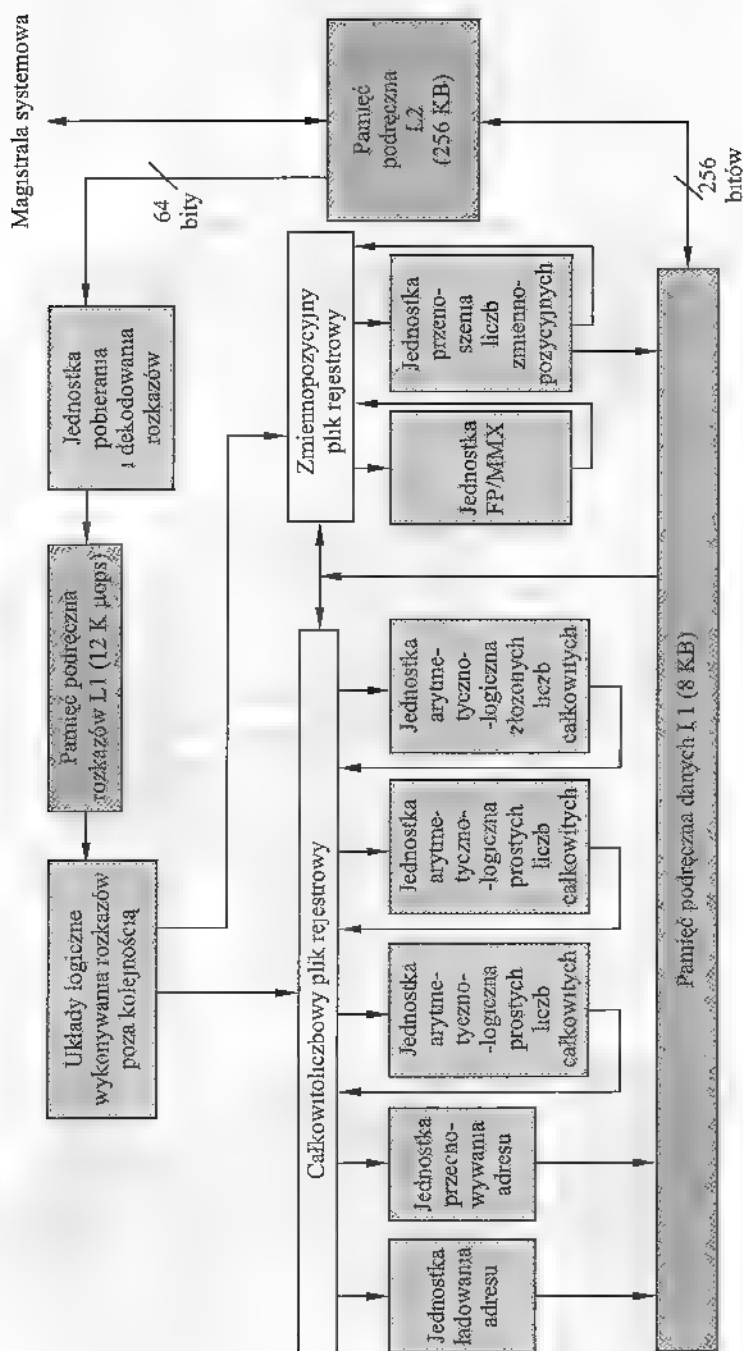 Układy logiczne
wykonywania rozkazów
poza kolejnością
Pamięć podręczna
rozkazów L1 (12 K µops)
Jednostka
pobierania
i dekodowania
rozkazów
64
bity
Magistrala systemowa
Całkowitoliczbowy plik rejestrowy
Zmiennopozycyjny
plik rejestrowy
Pamięć
podręczna
L2
(256 KB)
Jednostka
ładowania
adresu
Jednostka
przecho-
wywania
adresu
Jednostka
arytme-
tyczno-
-logiczna
prostych
liczb
całkowitych
Jednostka
arytme-
tyczno-
-logiczna
prostych
liczb
całkowitych
Jednostka
arytme-
tyczno-
-logiczna
złożonych
liczb
całkowitych
Jednostka
FP/MMX
Jednostka
przeno-
szenia
liczb
zmienno-
pozycyjnych
Pamięć podręczna danych L1 (8 KB)
256
bitów